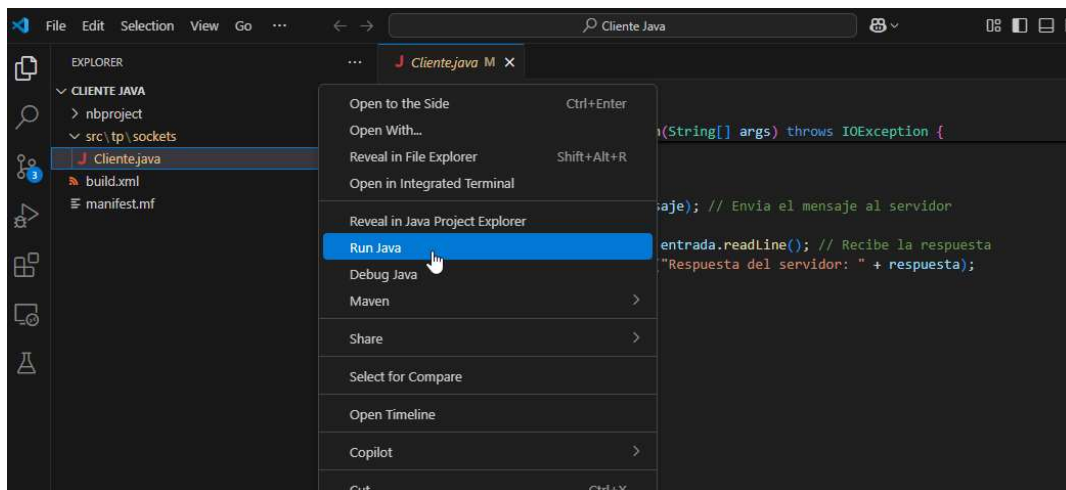 File Edit Selection View Go ··· Cliente Java
EXPLORER ···
CLIENTE JAVA
nbproject
src\tp\sockets
J Cliente.java
build.xml
manifest.mf
3
J Cliente.java M
(String[] args) throws IOException {
saje); // Envia el mensaje al servidor
entrada.readLine(); // Recibe la respuesta
"Respuesta del servidor: " + respuesta);
Open to the Side Ctrl+Enter
Open With...
Reveal in File Explorer Shift+Alt+R
Open in Integrated Terminal
Reveal in Java Project Explorer
Run Java
Debug Java
Maven
Share
Select for Compare
Open Timeline
Copilot
Cut Ctrl+X